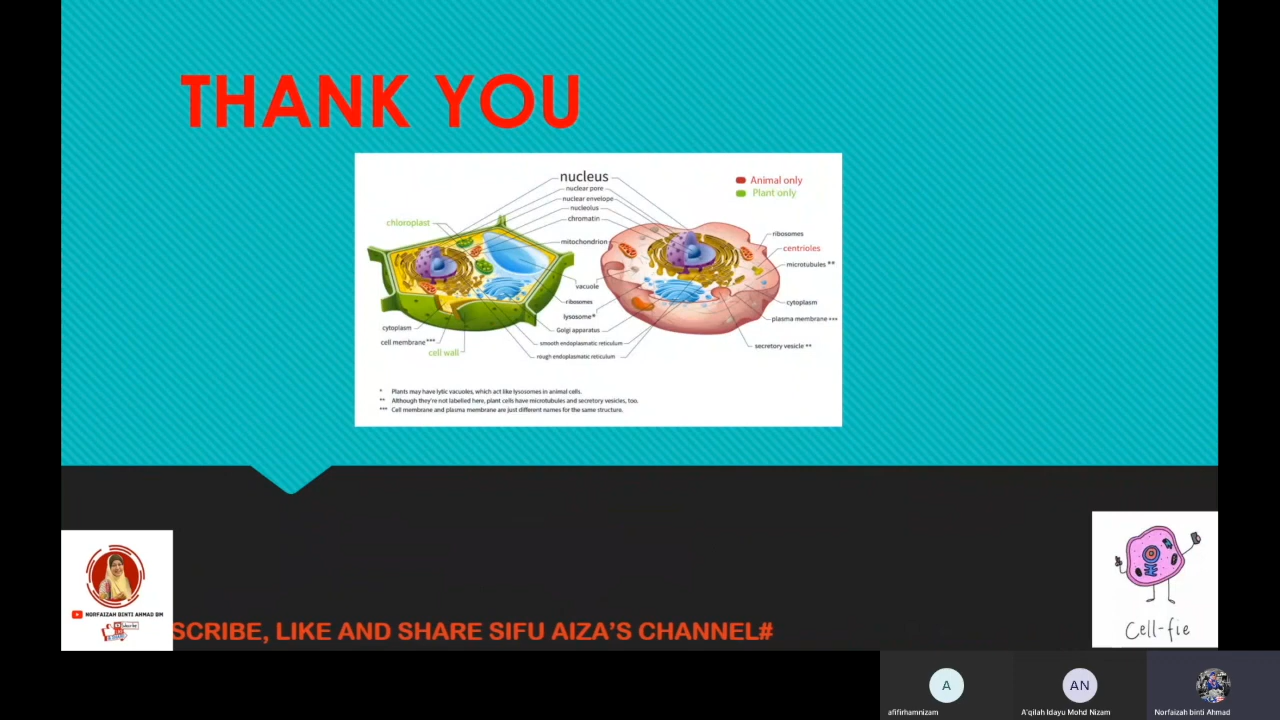 THANK YOU
nucleus
nuclear pore
nuclear envelope
nucleolus
chromatin
mitochondrion
vacuole
ribosomes
lysosome*
Golgi apparatus
smooth endoplasmatic reticulum
rough endoplasmatic reticulum
chloroplast
cytoplasm
cell membrane***
cell wall
Animal only
Plant only
ribosomes
centrioles
microtubules **
cytoplasm
plasma membrane ***
secretory vesicle **
* Plants may have lytic vacuoles, which act like lysosomes in animal cells.
** Although they're not labelled here, plant cells have microtubules and secretory vesicles, too.
*** Cell membrane and plasma membrane are just different names for the same structure.
NORFAIZAH BINTI AHMAD BM
SCRIBE, LIKE AND SHARE SIFU AIZA'S CHANNEL#
Cell-fie
A
afifirhamnizam
AN
A'qilah Idayu Mohd Nizam
Norfaizah binti Ahmad